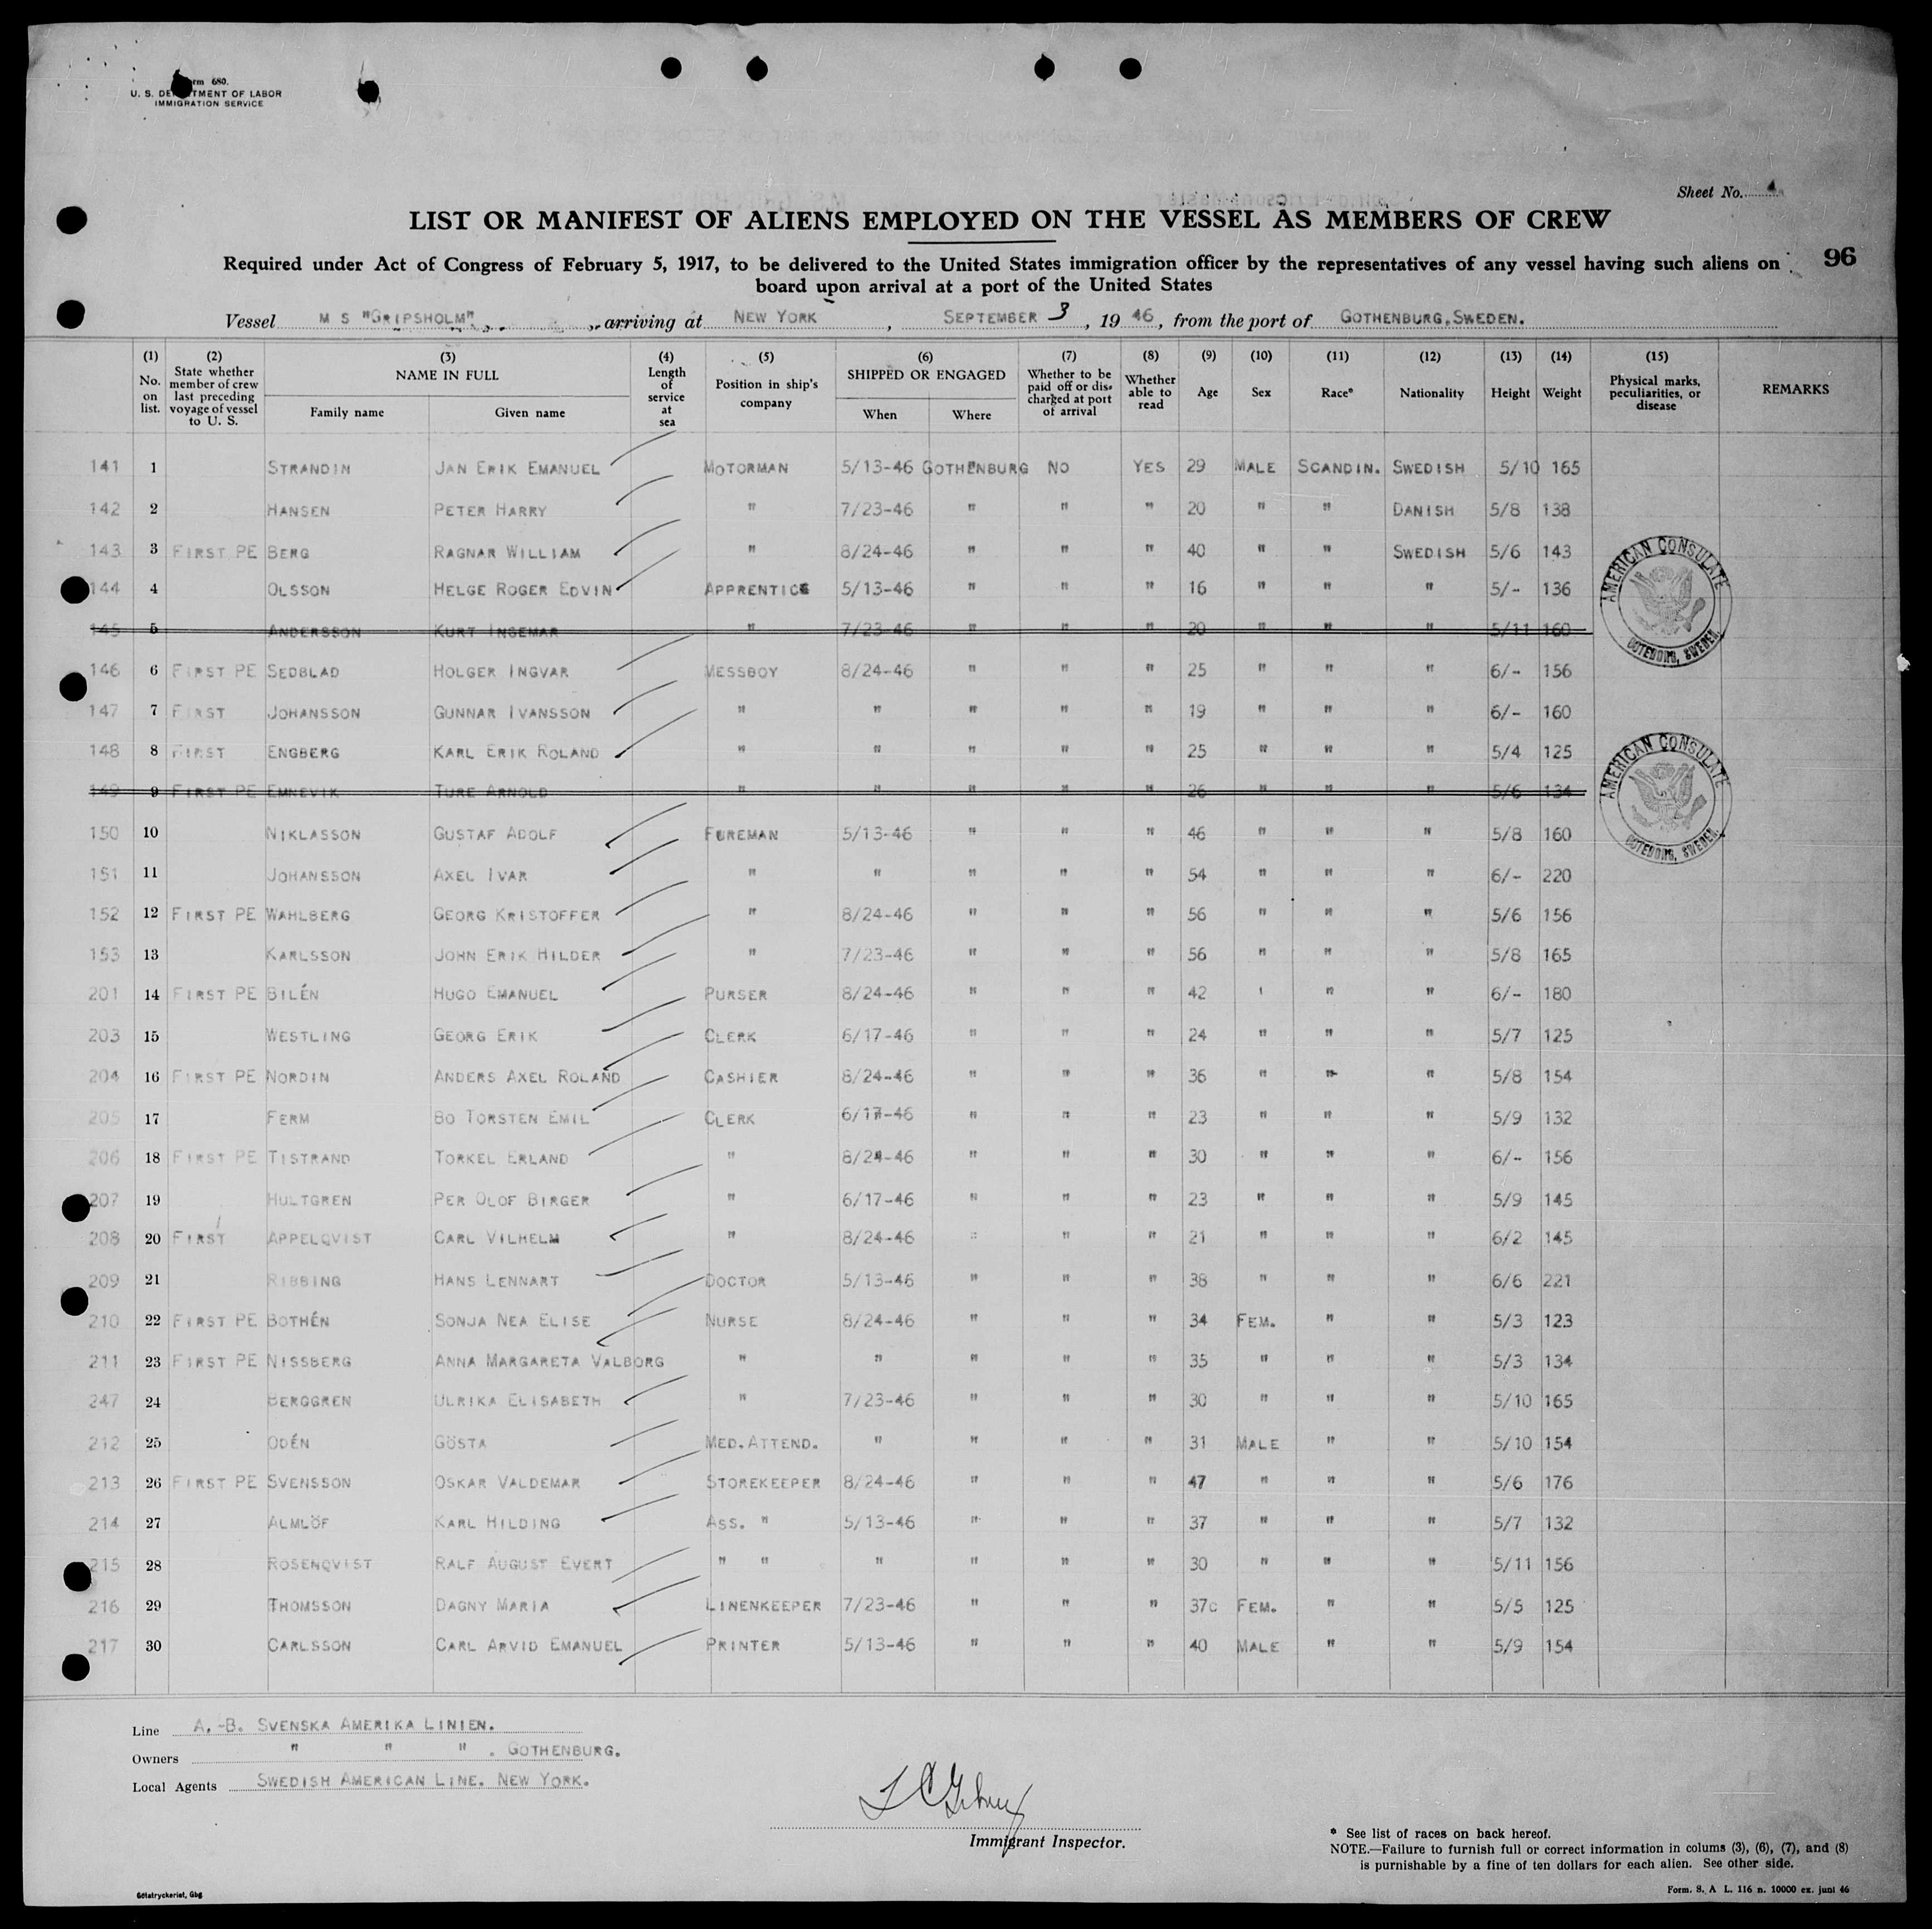 Form 680.
U. S. DEPARTMENT OF LABOR
IMMIGRATION SERVICE
Sheet No.
LIST OR MANIFEST OF ALIENS EMPLOYED ON THE VESSEL AS MEMBERS OF CREW
96
Required under Act of Congress of February 5, 1917, to be delivered to the United States immigration officer by the representatives of any vessel having such aliens on
board upon arrival at a port of the United States
Vessel M S "GRIPSHOLM", arriving at NEW YORK, SEPTEMBER 3, 19 46, from the port of GOTHENBURG, SWEDEN.
(1) No. on list. (2) State whether member of crew last preceding voyage of vessel to U. S. (3) NAME IN FULL Family name Given name (4) Length of service at sea (5) Position in ship's company (6) SHIPPED OR ENGAGED When Where (7) Whether to be paid off or dis- charged at port of arrival (8) Whether able to read (9) Age (10) Sex (11) Race* (12) Nationality (13) Height (14) Weight (15) Physical marks, peculiarities, or disease REMARKS
141 1 STRANDIN JAN ERIK EMANUEL MOTORMAN 5/13-46 GOTHENBURG NO YES 29 MALE SCANDIN. SWEDISH 5/10 165
142 2 HANSEN PETER HARRY " 7/23-46 " " " 20 " " DANISH 5/8 138
143 3 FIRST PE BERG RAGNAR WILLIAM " 8/24-46 " " " 40 " " SWEDISH 5/6 143
144 4 OLSSON HELGE ROGER EDVIN APPRENTICE 5/13-46 " " " 16 " " " 5/- 136
145 5 ANDERSSON KURT INGEMAR " 7/23-46 " " " 20 " " " 5/11 160
AMERICAN CONSULATE GOTEBORG, SWEDEN.
146 6 FIRST PE SEDBLAD HOLGER INGVAR MESSBOY 8/24-46 " " " 25 " " " 6/- 156
147 7 FIRST JOHANSSON GUNNAR IVANSSON " " " " " 19 " " " 6/- 160
148 8 FIRST ENGBERG KARL ERIK ROLAND " " " " " 25 " " " 5/4 125
149 9 FIRST PE EMNEVIK TURE ARNOLD " " " " " 26 " " " 5/6 134
AMERICAN CONSULATE GOTEBORG, SWEDEN.
150 10 NIKLASSON GUSTAF ADOLF FOREMAN 5/13-46 " " " 46 " " " 5/8 160
151 11 JOHANSSON AXEL IVAR " " " " " 54 " " " 6/- 220
152 12 FIRST PE WAHLBERG GEORG KRISTOFFER " 8/24-46 " " " 56 " " " 5/6 156
153 13 KARLSSON JOHN ERIK HILDER " 7/23-46 " " " 56 " " " 5/8 165
201 14 FIRST PE BILÉN HUGO EMANUEL PURSER 8/24-46 " " " 42 ' " " 6/- 180
203 15 WESTLING GEORG ERIK CLERK 6/17-46 " " " 24 " " " 5/7 125
204 16 FIRST PE NORDIN ANDERS AXEL ROLAND CASHIER 8/24-46 " " " 36 " " " 5/8 154
205 17 FERM BO TORSTEN EMIL CLERK 6/17-46 " " " 23 " " " 5/9 132
206 18 FIRST PE TISTRAND TORKEL ERLAND " 8/24-46 " " " 30 " " " 6/- 156
207 19 HULTGREN PER OLOF BIRGER " 6/17-46 " " " 23 " " " 5/9 145
208 20 FIRST APPELQVIST CARL VILHELM " 8/24-46 " " " 21 " " " 6/2 145
209 21 RIBBING HANS LENNART DOCTOR 5/13-46 " " " 38 " " " 6/6 221
210 22 FIRST PE BOTHÉN SONJA NEA ELISE NURSE 8/24-46 " " " 34 FEM. " " 5/3 123
211 23 FIRST PE NISSBERG ANNA MARGARETA VALBORG " " " " " 35 " " " 5/3 134
247 24 BERGGREN ULRIKA ELISABETH " 7/23-46 " " " 30 " " " 5/10 165
212 25 ODÉN GÖSTA MED. ATTEND. " " " " 31 MALE " " 5/10 154
213 26 FIRST PE SVENSSON OSKAR VALDEMAR STOREKEEPER 8/24-46 " " " 47 " " " 5/6 176
214 27 ALMLÖF KARL HILDING ASS. " 5/13-46 " " " 37 " " " 5/7 132
215 28 ROSENQVIST RALF AUGUST EVERT " " " " " " 30 " " " 5/11 156
216 29 THOMSSON DAGNY MARIA LINENKEEPER 7/23-46 " " " 37c FEM. " " 5/5 125
217 30 CARLSSON CARL ARVID EMANUEL PRINTER 5/13-46 " " " 40 MALE " " 5/9 154
Line A.-B. SVENSKA AMERIKA LINIEN.
Owners " " " . GOTHENBURG.
Local Agents SWEDISH AMERICAN LINE. NEW YORK.
Immigrant Inspector.
* See list of races on back hereof.
NOTE.—Failure to furnish full or correct information in colums (3), (6), (7), and (8)
is purnishable by a fine of ten dollars for each alien. See other side.
Götatryckeriet, Gbg
Form. S. A L. 116 n. 10000 ex. juni 46